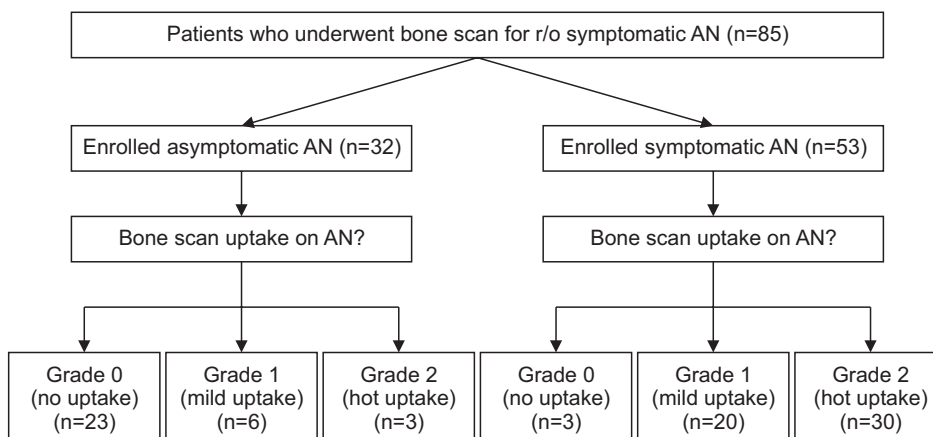 Patients who underwent bone scan for r/o symptomatic AN (n=85)
Enrolled asymptomatic AN (n=32)
Enrolled symptomatic AN (n=53)
Bone scan uptake on AN?
Bone scan uptake on AN?
Grade 0
(no uptake)
(n=23)
Grade 1
(mild uptake)
(n=6)
Grade 2
(hot uptake)
(n=3)
Grade 0
(no uptake)
(n=3)
Grade 1
(mild uptake)
(n=20)
Grade 2
(hot uptake)
(n=30)